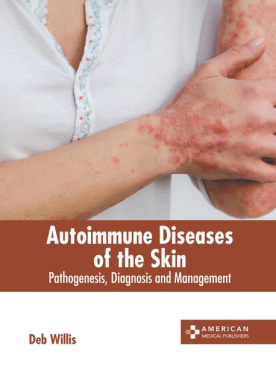 Autoimmune Diseases
of the Skin
Pathogenesis, Diagnosis and Management
Deb Willis
AMERICAN
MEDICAL PUBLISHERS